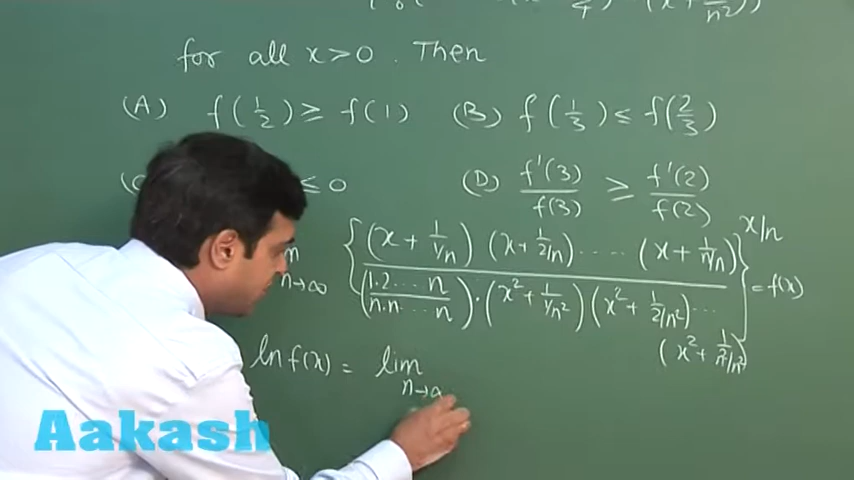 for all x>0 . Then
(A) f(1/2) ≥ f(1) (B) f(1/3) ≤ f(2/3)
≤ 0 (D) f'(3)/f(3) ≥ f'(2)/f(2)
n→∞ {(x + 1/1/n) (x + 1/2/n) ..... (x + 1/n/n) / (1.2.... n/n.n.... n) . (x² + 1/1/n²) (x² + 1/2/n²) ... (x² + 1/n²/n²)}^x/n = f(x)
ln f(x) = lim n→
Aakash